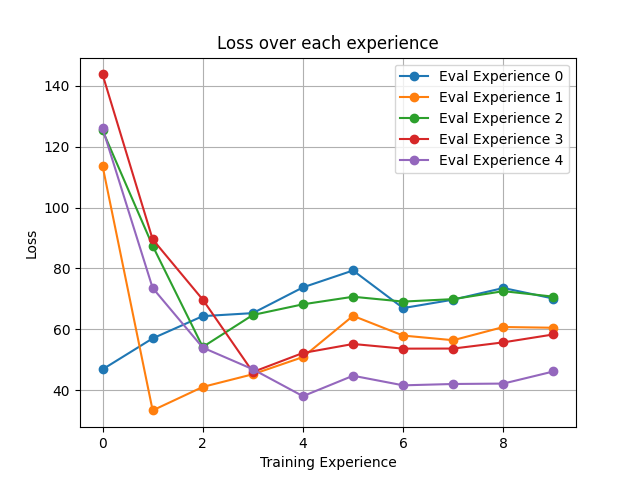 Loss over each experience
Eval Experience 0
Eval Experience 1
Eval Experience 2
Eval Experience 3
Eval Experience 4
Loss
140
120
100
80
60
40
0 2 4 6 8
Training Experience